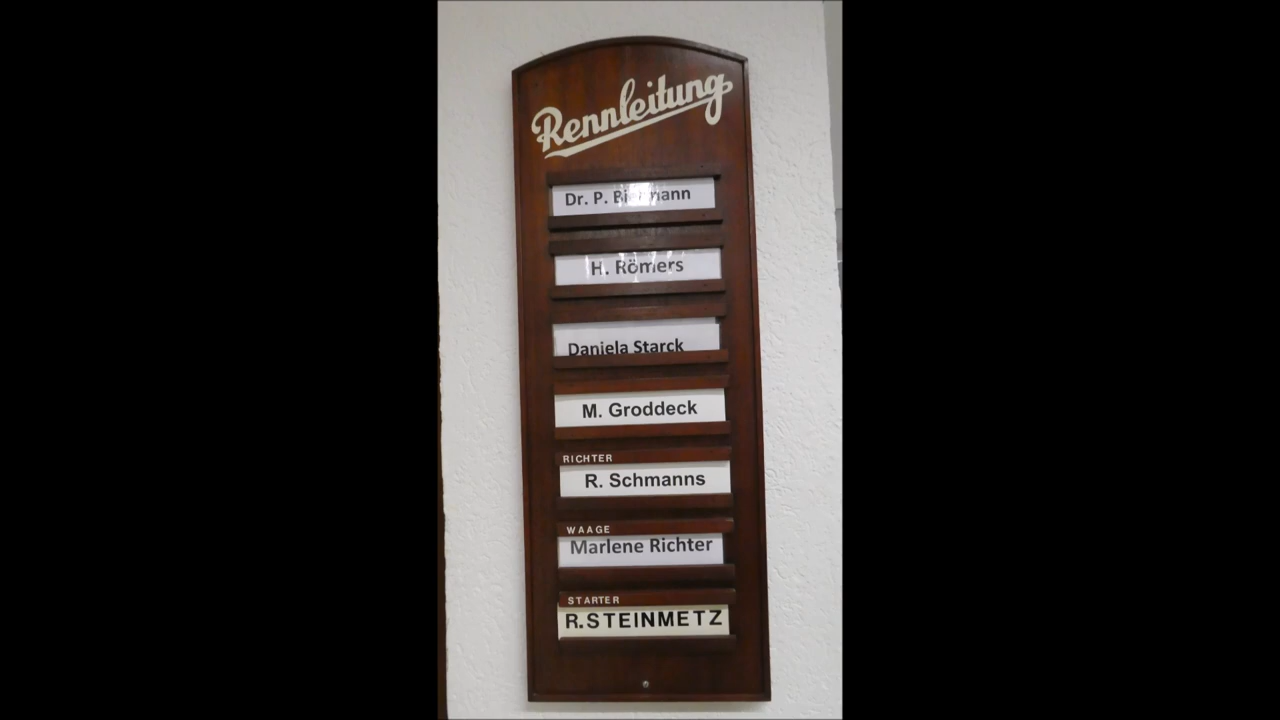 Rennleitung
Dr. P.
H. Römers
Daniela Starck
M. Groddeck
RICHTER
R. Schmanns
WAAGE
Marlene Richter
STARTER
R.STEINMETZ